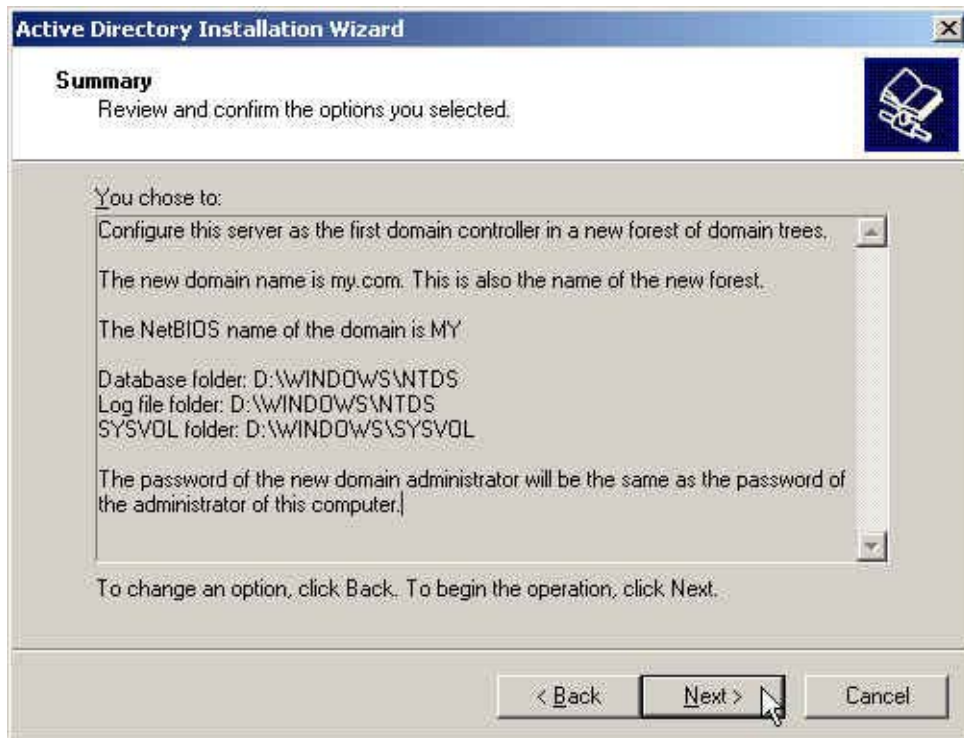 Active Directory Installation Wizard
Summary
Review and confirm the options you selected.
You chose to:
Configure this server as the first domain controller in a new forest of domain trees.
The new domain name is my.com. This is also the name of the new forest.
The NetBIOS name of the domain is MY
Database folder: D:\WINDOWS\NTDS
Log file folder: D:\WINDOWS\NTDS
SYSVOL folder: D:\WINDOWS\SYSVOL
The password of the new domain administrator will be the same as the password of
the administrator of this computer.
To change an option, click Back. To begin the operation, click Next.
< Back Next > Cancel